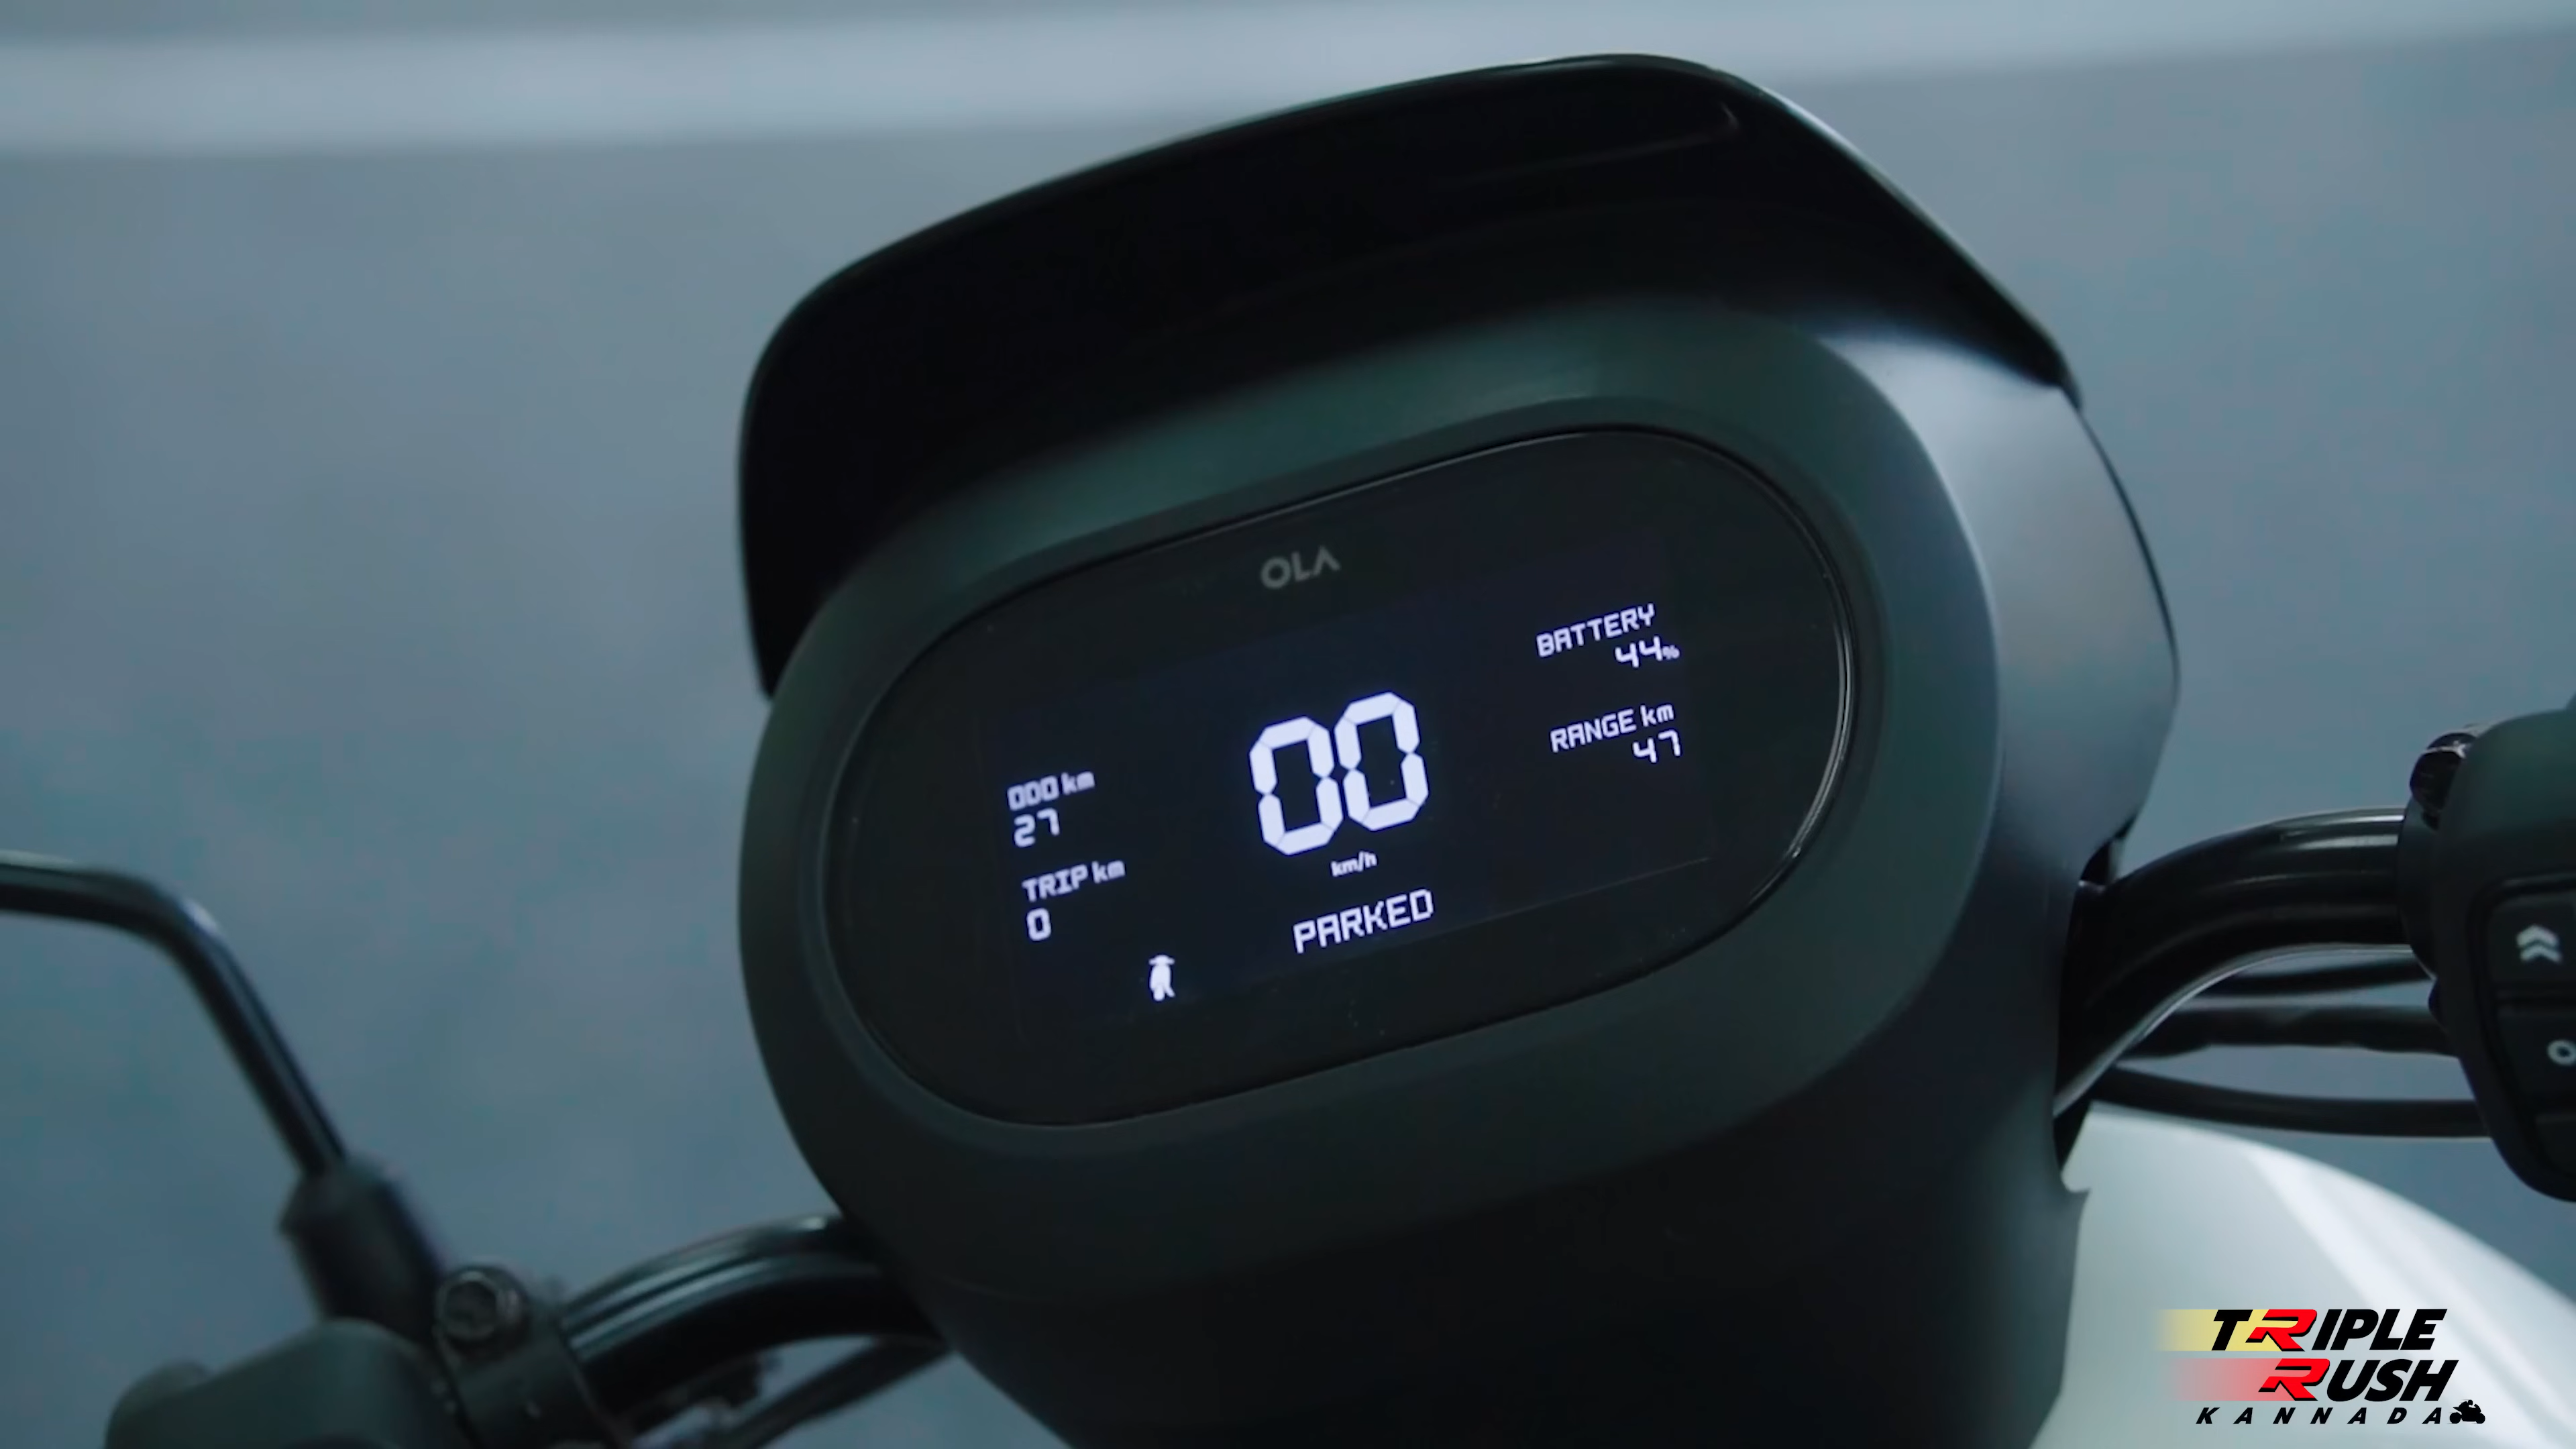 OLA
BATTERY
44%
RANGE km
47
00
km/h
ODO km
27
TRIP km
0
PARKED
TRIPLE
RUSH
KANNADA